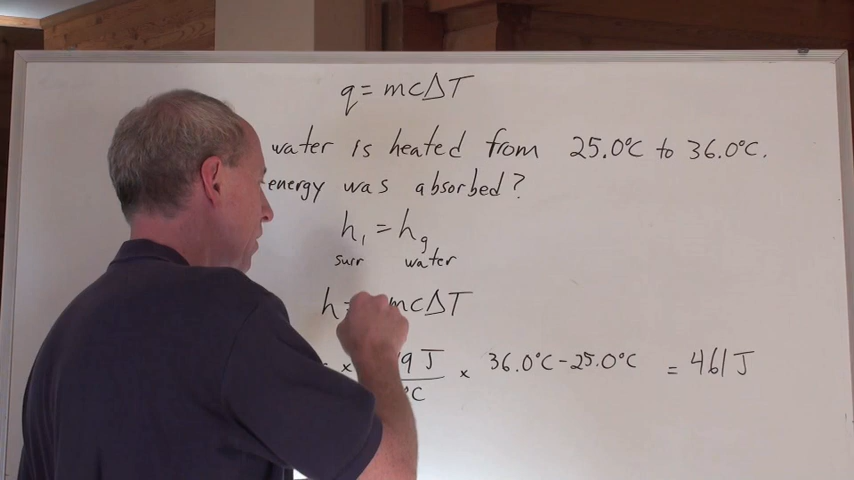 q = mcΔT
water is heated from 25.0°C to 36.0°C.
energy was absorbed?
h₁ = hg
surr water
h = mcΔT
x 9 J x 36.0°C - 25.0°C = 461 J
°C